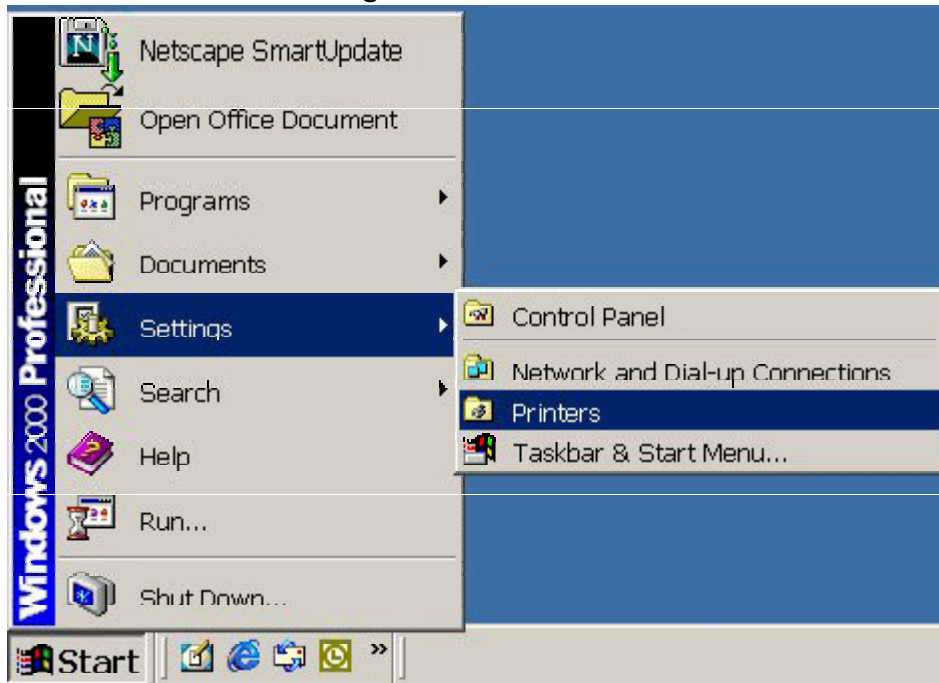 Netscape SmartUpdate
Open Office Document
Programs
Documents
Settings
Search
Help
Run...
Shut Down...
Control Panel
Network and Dial-up Connections
Printers
Taskbar & Start Menu...
Windows 2000 Professional
Start
»